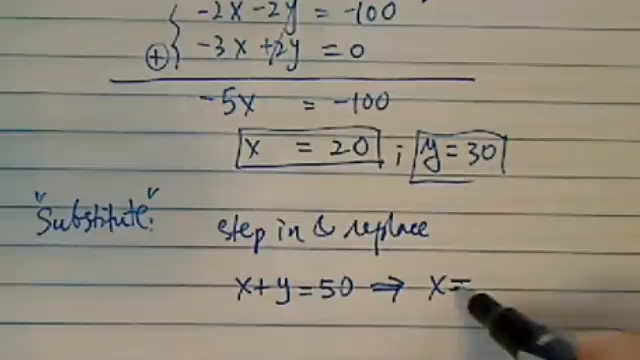 -2x -2y = -100
⊕ -3x +2y = 0
-5x = -100
x = 20 ; y = 30
"Substitute": step in & replace
x + y = 50 ⇒ x =